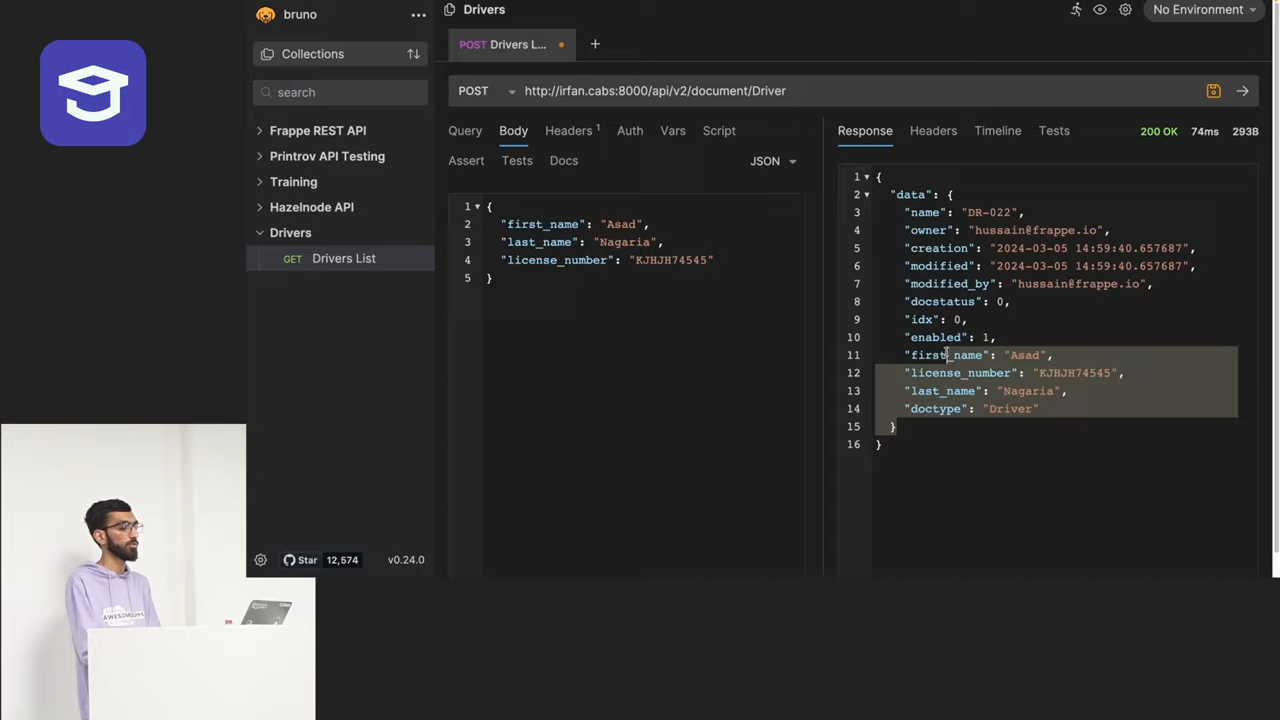 bruno
Collections
search
Frappe REST API
Printrov API Testing
Training
Hazelnode API
Drivers
GET Drivers List
Star 12,574
v0.24.0
Drivers
No Environment
POST Drivers L...
POST http://irfan.cabs:8000/api/v2/document/Driver
Query Body Headers 1 Auth Vars Script
Assert Tests Docs
JSON
1 {
2 "first_name": "Asad",
3 "last_name": "Nagaria",
4 "license_number": "KJHJH74545"
5 }
Response Headers Timeline Tests 200 OK 74ms 293B
1 {
2 "data": {
3 "name": "DR-022",
4 "owner": "hussain@frappe.io",
5 "creation": "2024-03-05 14:59:40.657687",
6 "modified": "2024-03-05 14:59:40.657687",
7 "modified_by": "hussain@frappe.io",
8 "docstatus": 0,
9 "idx": 0,
10 "enabled": 1,
11 "first_name": "Asad",
12 "license_number": "KJHJH74545",
13 "last_name": "Nagaria",
14 "doctype": "Driver"
15 }
16 }
AWESOME